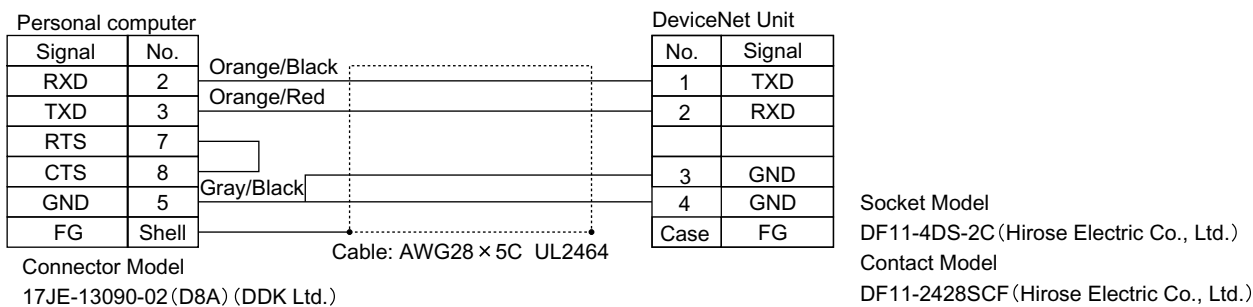 Personal computer
DeviceNet Unit
Signal No.
No. Signal
RXD 2 Orange/Black 1 TXD
TXD 3 Orange/Red 2 RXD
RTS 7
CTS 8 3 GND
GND 5 Gray/Black 4 GND
FG Shell Case FG
Cable: AWG28×5C UL2464
Connector Model
17JE-13090-02(D8A)(DDK Ltd.)
Socket Model
DF11-4DS-2C(Hirose Electric Co., Ltd.)
Contact Model
DF11-2428SCF(Hirose Electric Co., Ltd.)